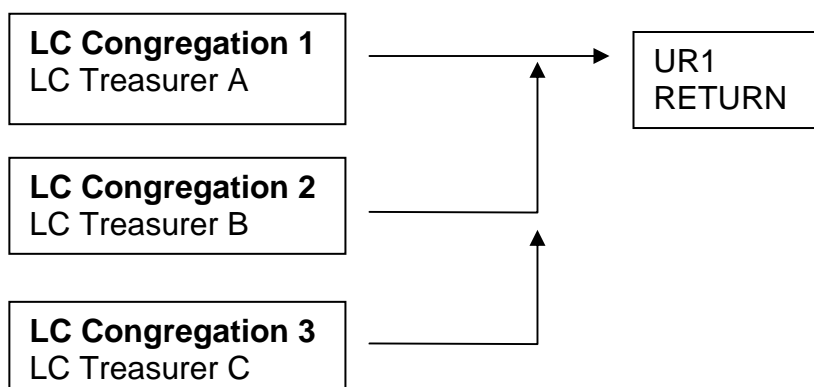 LC Congregation 1
LC Treasurer A
UR1
RETURN
LC Congregation 2
LC Treasurer B
LC Congregation 3
LC Treasurer C